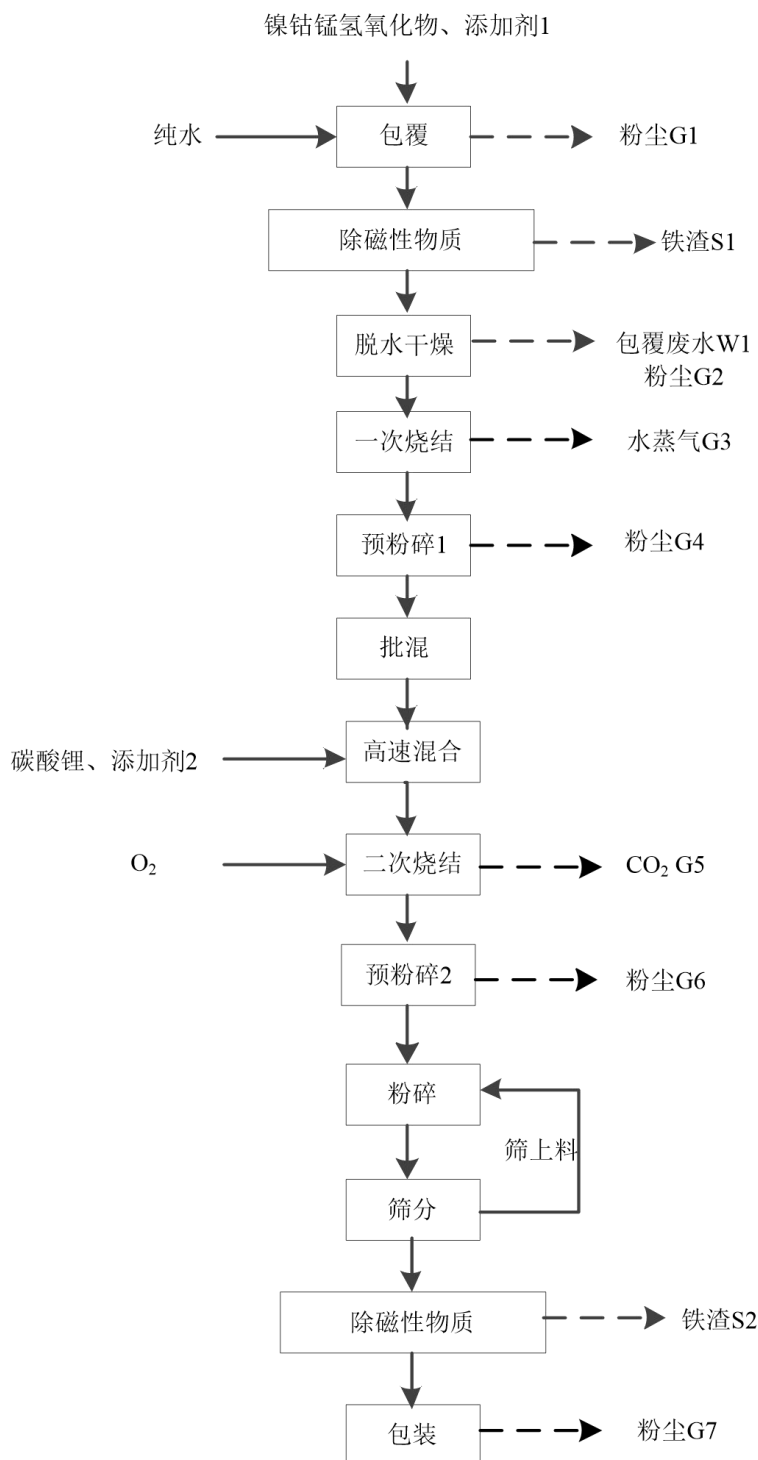 镍钴锰氢氧化物、添加剂1
纯水
包覆
粉尘G1
除磁性物质
铁渣S1
脱水干燥
包覆废水W1
粉尘G2
一次烧结
水蒸气G3
预粉碎1
粉尘G4
批混
碳酸锂、添加剂2
高速混合
O₂
二次烧结
CO₂ G5
预粉碎2
粉尘G6
粉碎
筛上料
筛分
除磁性物质
铁渣S2
包装
粉尘G7